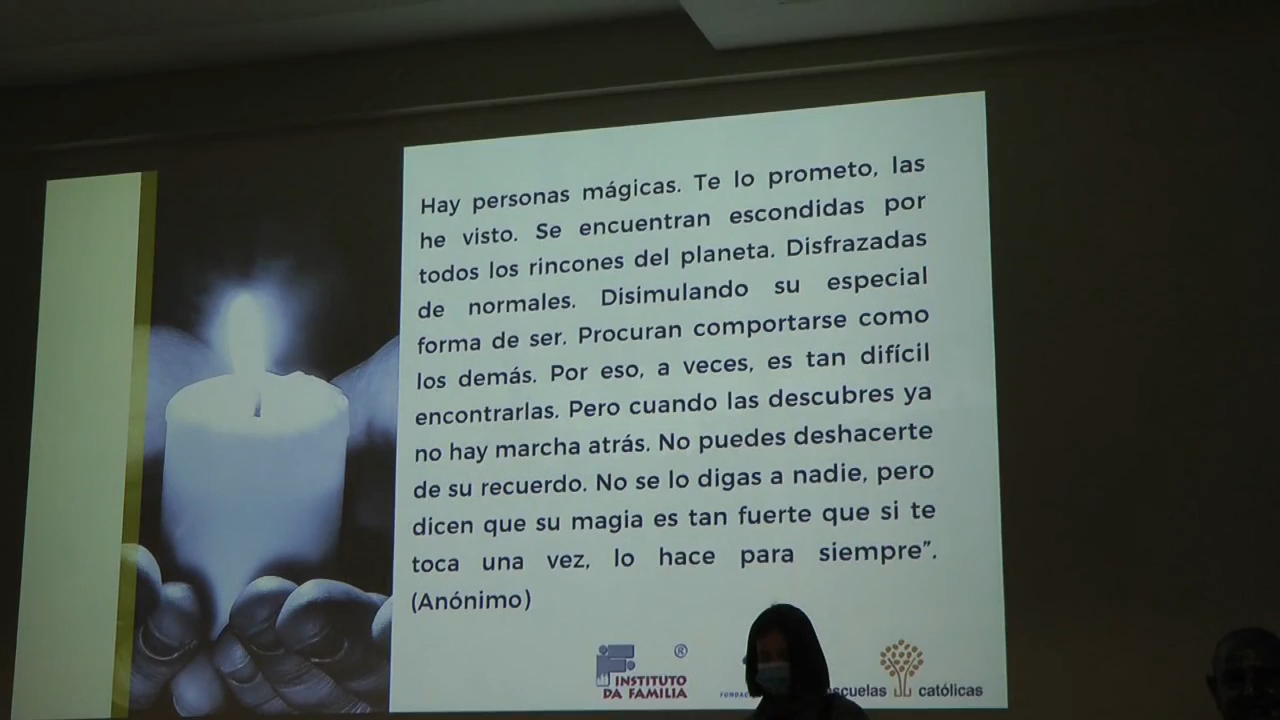 Hay personas mágicas. Te lo prometo, las
he visto. Se encuentran escondidas por
todos los rincones del planeta. Disfrazadas
de normales. Disimulando su especial
forma de ser. Procuran comportarse como
los demás. Por eso, a veces, es tan difícil
encontrarlas. Pero cuando las descubres ya
no hay marcha atrás. No puedes deshacerte
de su recuerdo. No se lo digas a nadie, pero
dicen que su magia es tan fuerte que si te
toca una vez, lo hace para siempre”.
(Anónimo)
®
INSTITUTO
DA FAMILIA
católicas